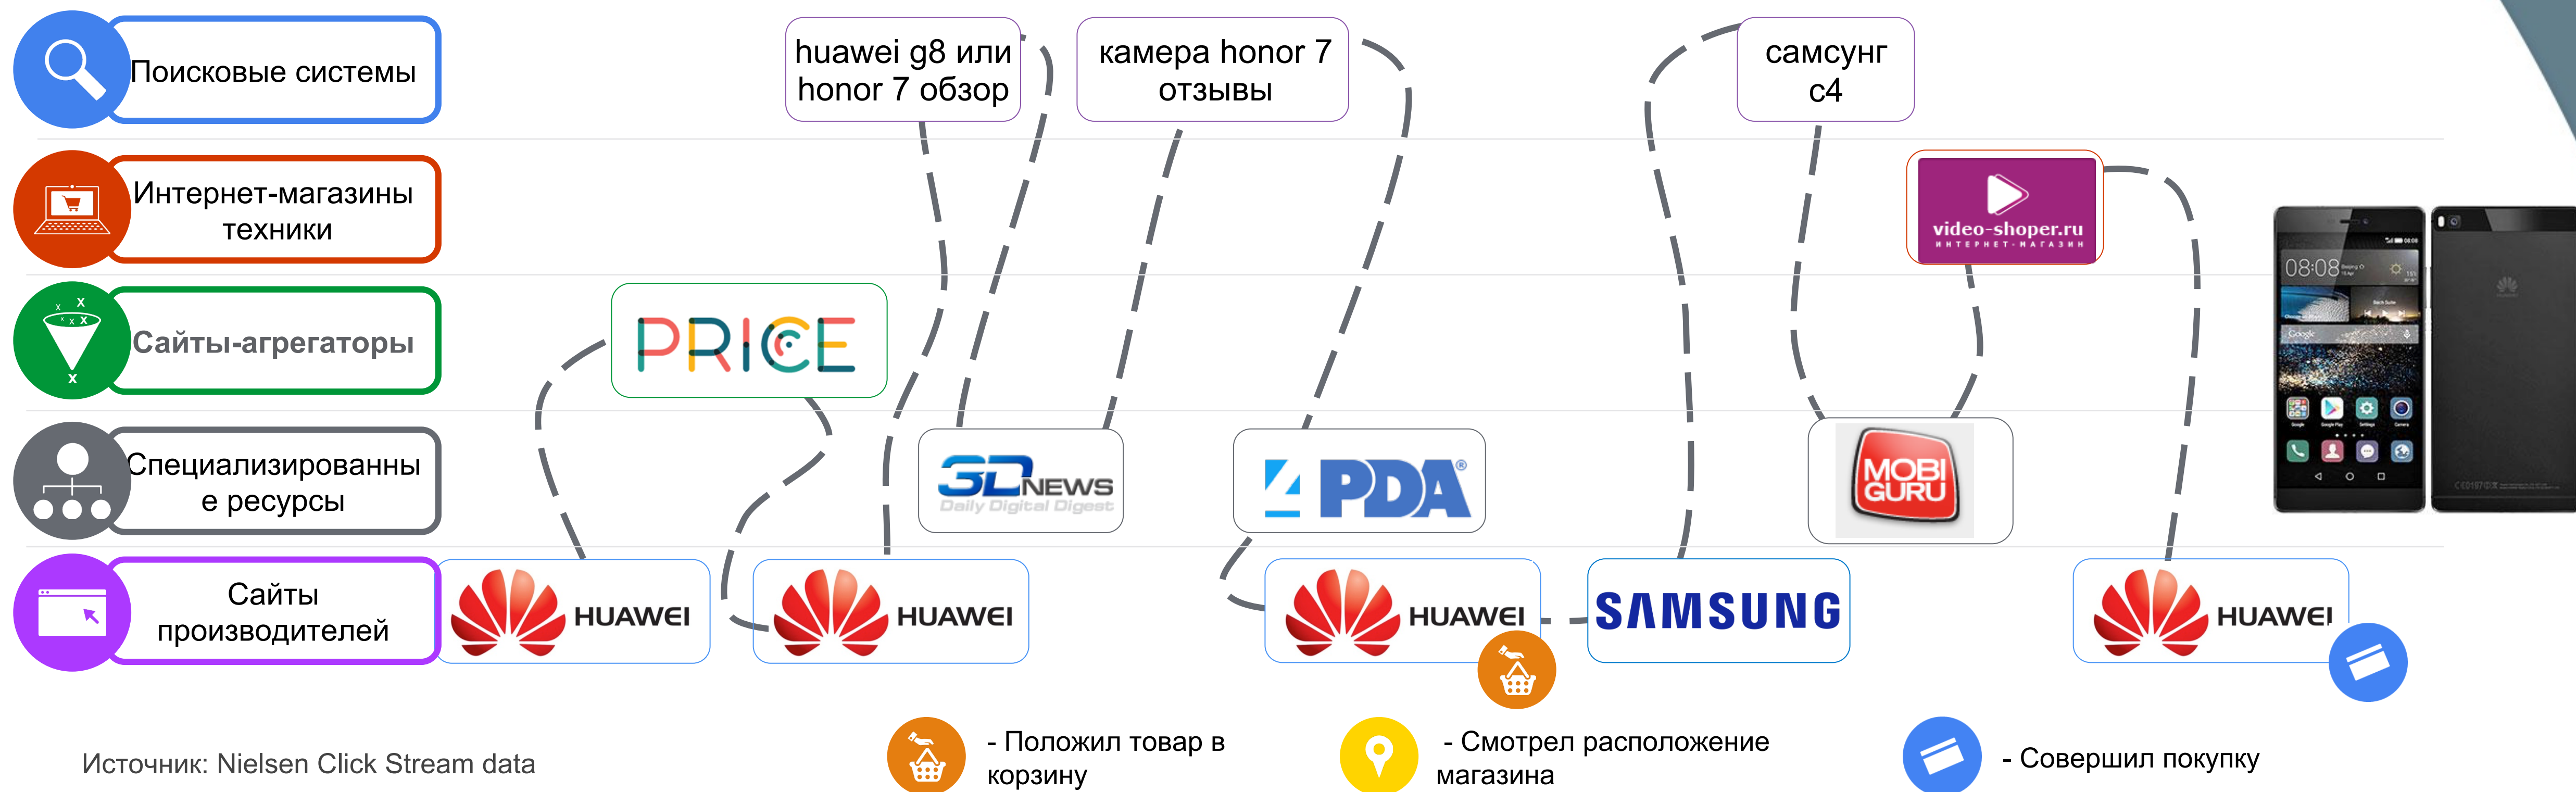 Поисковые системы
huawei g8 или
honor 7 обзор
камера honor 7
отзывы
самсунг
с4
Интернет-магазины
техники
video-shoper.ru
ИНТЕРНЕТ-МАГАЗИН
Сайты-агрегаторы
PRICE
08:08
Google
Специализированны
е ресурсы
3DNEWS
Daily Digital Digest
4PDA®
MOBI
GURU
Сайты
производителей
HUAWEI
HUAWEI
HUAWEI
SAMSUNG
HUAWEI
Источник: Nielsen Click Stream data
- Положил товар в
корзину
- Смотрел расположение
магазина
- Совершил покупку